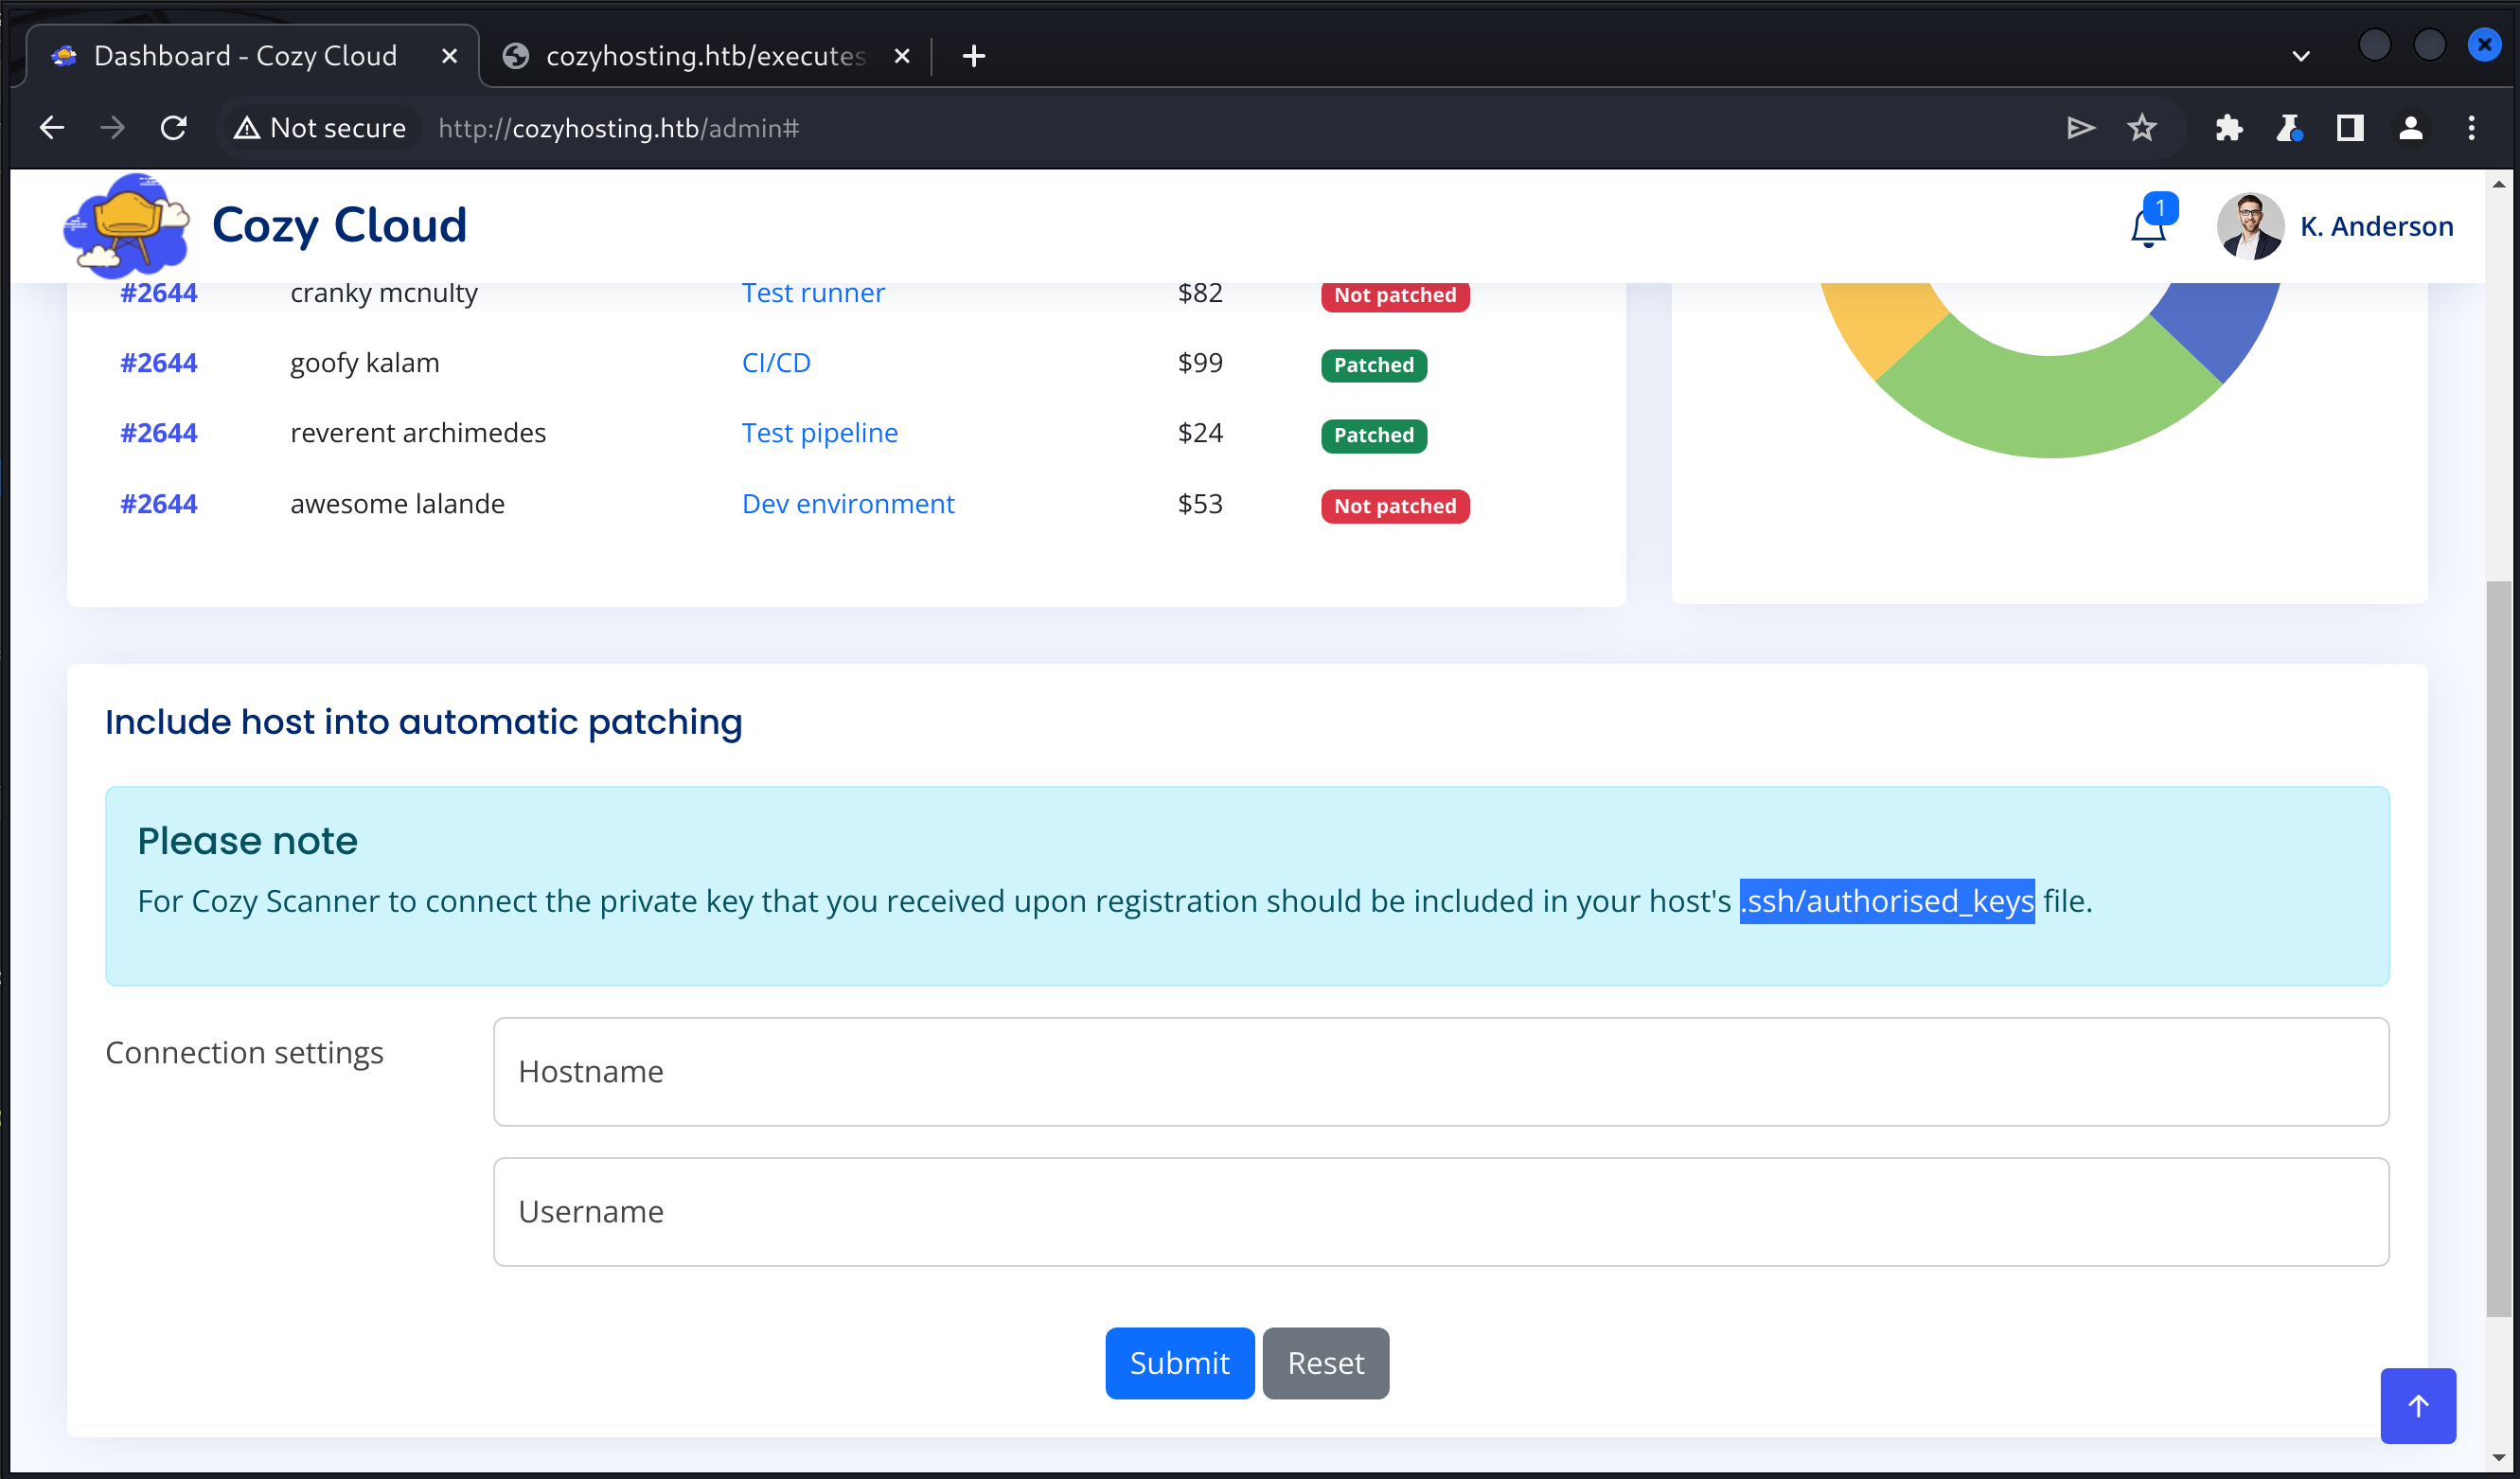 Dashboard - Cozy Cloud
cozyhosting.htb/executes
Not secure
http://cozyhosting.htb/admin#
Cozy Cloud
1
K. Anderson
#2644 cranky mcnulty Test runner $82 Not patched
#2644 goofy kalam CI/CD $99 Patched
#2644 reverent archimedes Test pipeline $24 Patched
#2644 awesome lalande Dev environment $53 Not patched
Include host into automatic patching
Please note
For Cozy Scanner to connect the private key that you received upon registration should be included in your host's .ssh/authorised_keys file.
Connection settings
Hostname
Username
Submit
Reset